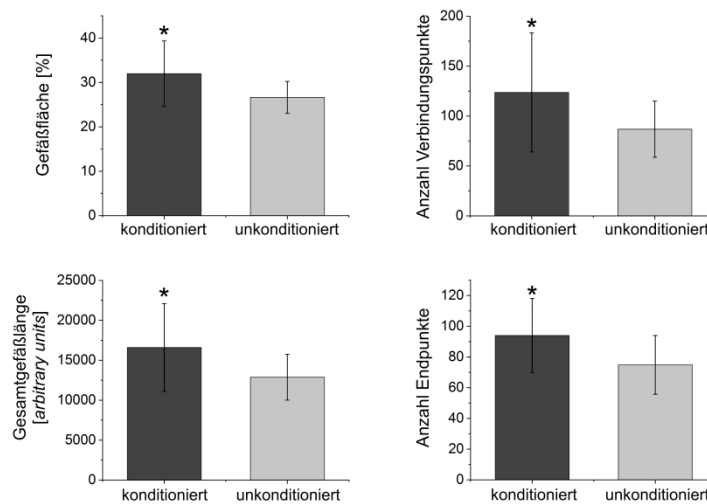 Gefäßfläche [%]
40
30
20
10
0
*
konditioniert
unkonditioniert
Anzahl Verbindungspunkte
200
150
100
50
0
*
konditioniert
unkonditioniert
Gesamtgefäßlänge
[arbitrary units]
25000
20000
15000
10000
5000
0
*
konditioniert
unkonditioniert
Anzahl Endpunkte
120
100
80
60
40
20
0
*
konditioniert
unkonditioniert